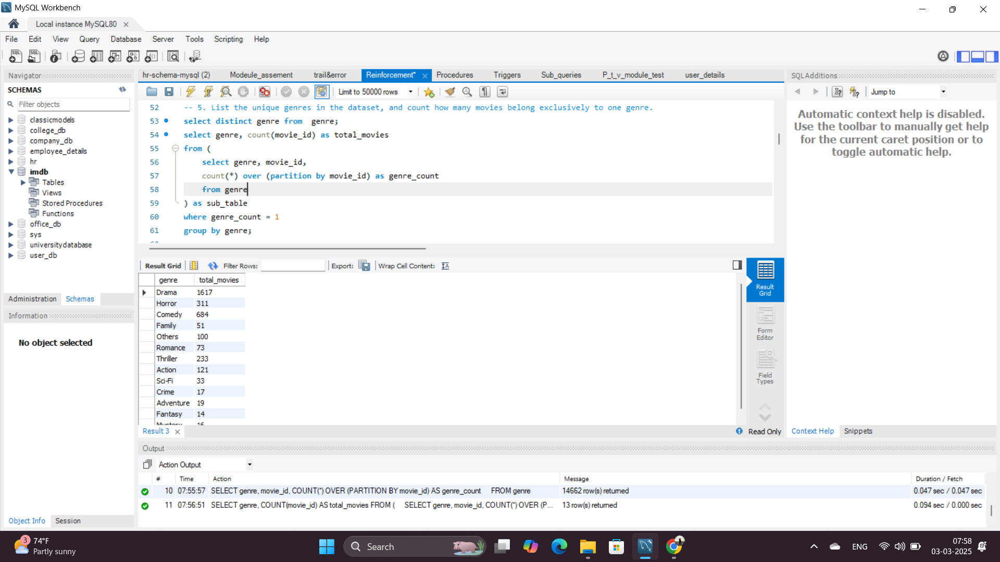 MySQL Workbench
Local instance MySQL80
File Edit View Query Database Server Tools Scripting Help
Navigator
SCHEMAS
Filter objects
classicmodels
college_db
company_db
employee_details
hr
imdb
Tables
Views
Stored Procedures
Functions
office_db
sys
universitydatabase
user_db
Administration Schemas
Information
No object selected
Object Info Session
hr-schema-mysql (2) Modeule_assement trail&error Reinforcement* Procedures Triggers Sub_queries P_t_v_module_test user_details
Limit to 50000 rows
52 -- 5. List the unique genres in the dataset, and count how many movies belong exclusively to one genre.
53 select distinct genre from  genre;
54 select genre, count(movie_id) as total_movies
55 from (
56 select genre, movie_id,
57 count(*) over (partition by movie_id) as genre_count
58 from genre
59 ) as sub_table
60 where genre_count = 1
61 group by genre;
62
Result Grid Filter Rows: Export: Wrap Cell Content:
genre total_movies
Drama 1617
Horror 311
Comedy 684
Family 51
Others 100
Romance 73
Thriller 233
Action 121
Sci-Fi 33
Crime 17
Adventure 19
Fantasy 14
Mystery 16
Result Grid
Form Editor
Field Types
Result 3
Read Only
SQLAdditions
Jump to
Automatic context help is disabled.
Use the toolbar to manually get help
for the current caret position or to
toggle automatic help.
Context Help Snippets
Output
Action Output
# Time Action Message Duration / Fetch
10 07:55:57 SELECT genre, movie_id, COUNT(*) OVER (PARTITION BY movie_id) AS genre_count FROM genre 14662 row(s) returned 0.047 sec / 0.047 sec
11 07:56:51 SELECT genre, COUNT(movie_id) AS total_movies FROM ( SELECT genre, movie_id, COUNT(*) OVER (P... 13 row(s) returned 0.094 sec / 0.000 sec
3
74°F
Partly sunny
Search
ENG
07:58
03-03-2025